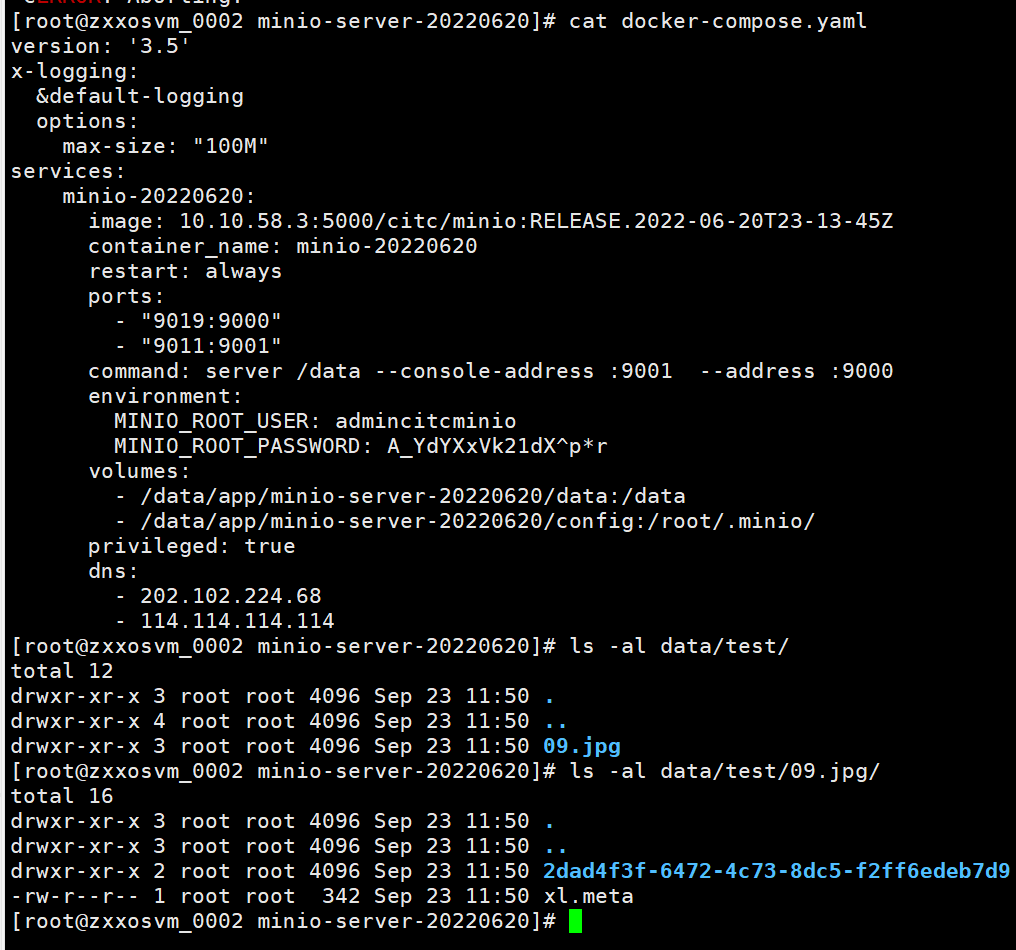 ERROR: Aborting.
[root@zxxosvm_0002 minio-server-20220620]# cat docker-compose.yaml
version: '3.5'
x-logging:
  &default-logging
  options:
    max-size: "100M"
services:
    minio-20220620:
      image: 10.10.58.3:5000/citc/minio:RELEASE.2022-06-20T23-13-45Z
      container_name: minio-20220620
      restart: always
      ports:
        - "9019:9000"
        - "9011:9001"
      command: server /data --console-address :9001  --address :9000
      environment:
        MINIO_ROOT_USER: admincitcminio
        MINIO_ROOT_PASSWORD: A_YdYXxVk21dX^p*r
      volumes:
        - /data/app/minio-server-20220620/data:/data
        - /data/app/minio-server-20220620/config:/root/.minio/
      privileged: true
      dns:
        - 202.102.224.68
        - 114.114.114.114
[root@zxxosvm_0002 minio-server-20220620]# ls -al data/test/
total 12
drwxr-xr-x 3 root root 4096 Sep 23 11:50 .
drwxr-xr-x 4 root root 4096 Sep 23 11:50 ..
drwxr-xr-x 3 root root 4096 Sep 23 11:50 09.jpg
[root@zxxosvm_0002 minio-server-20220620]# ls -al data/test/09.jpg/
total 16
drwxr-xr-x 3 root root 4096 Sep 23 11:50 .
drwxr-xr-x 3 root root 4096 Sep 23 11:50 ..
drwxr-xr-x 2 root root 4096 Sep 23 11:50 2dad4f3f-6472-4c73-8dc5-f2ff6edeb7d9
-rw-r--r-- 1 root root  342 Sep 23 11:50 xl.meta
[root@zxxosvm_0002 minio-server-20220620]#